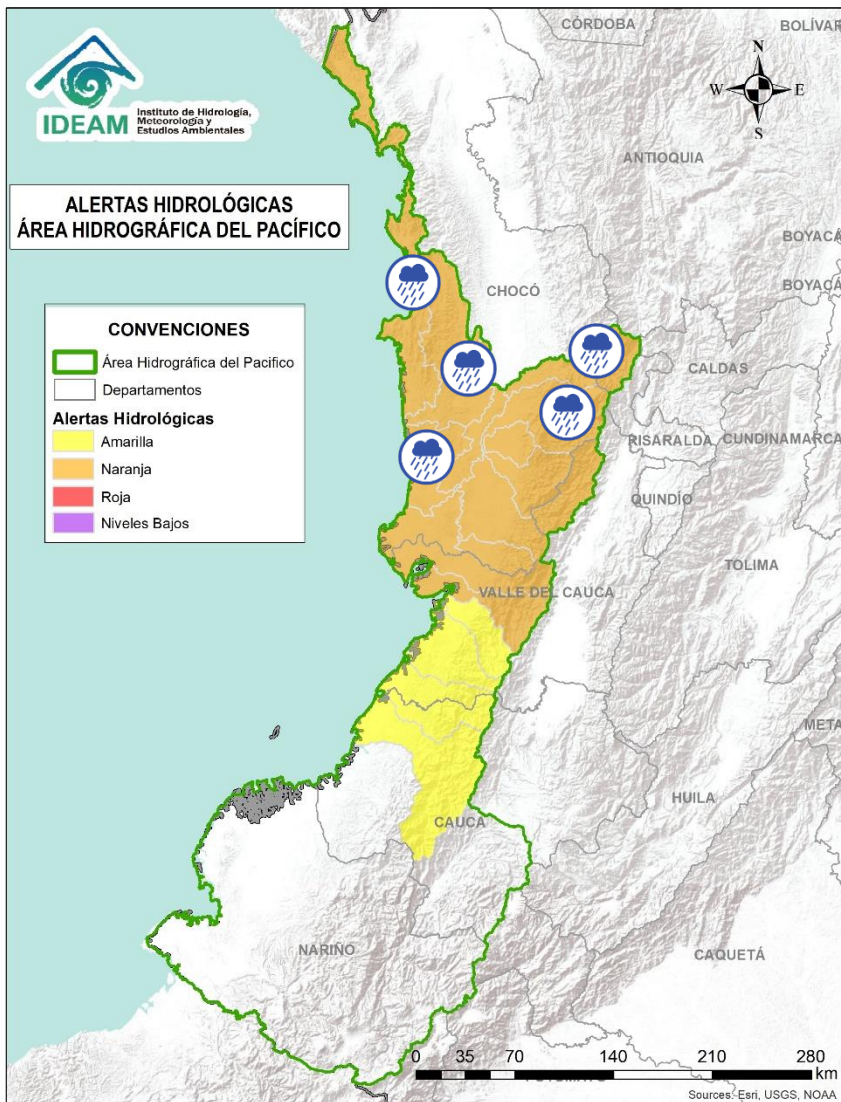 CÓRDOBA
BOLÍVAR
N
W
E
S
IDEAM
Instituto de Hidrología,
Meteorología y
Estudios Ambientales
ANTIOQUIA
ALERTAS HIDROLÓGICAS
ÁREA HIDROGRÁFICA DEL PACÍFICO
BOYACÁ
BOYACÁ
CHOCÓ
CONVENCIONES
Área Hidrográfica del Pacifico
Departamentos
Alertas Hidrológicas
Amarilla
Naranja
Roja
Niveles Bajos
CALDAS
RISARALDA
CUNDINAMARCA
QUINDÍO
TOLIMA
VALLE DEL CAUCA
META
HUILA
CAUCA
NARIÑO
CAQUETÁ
0 35 70 140 210 280
km
Sources: Esri, USGS, NOAA